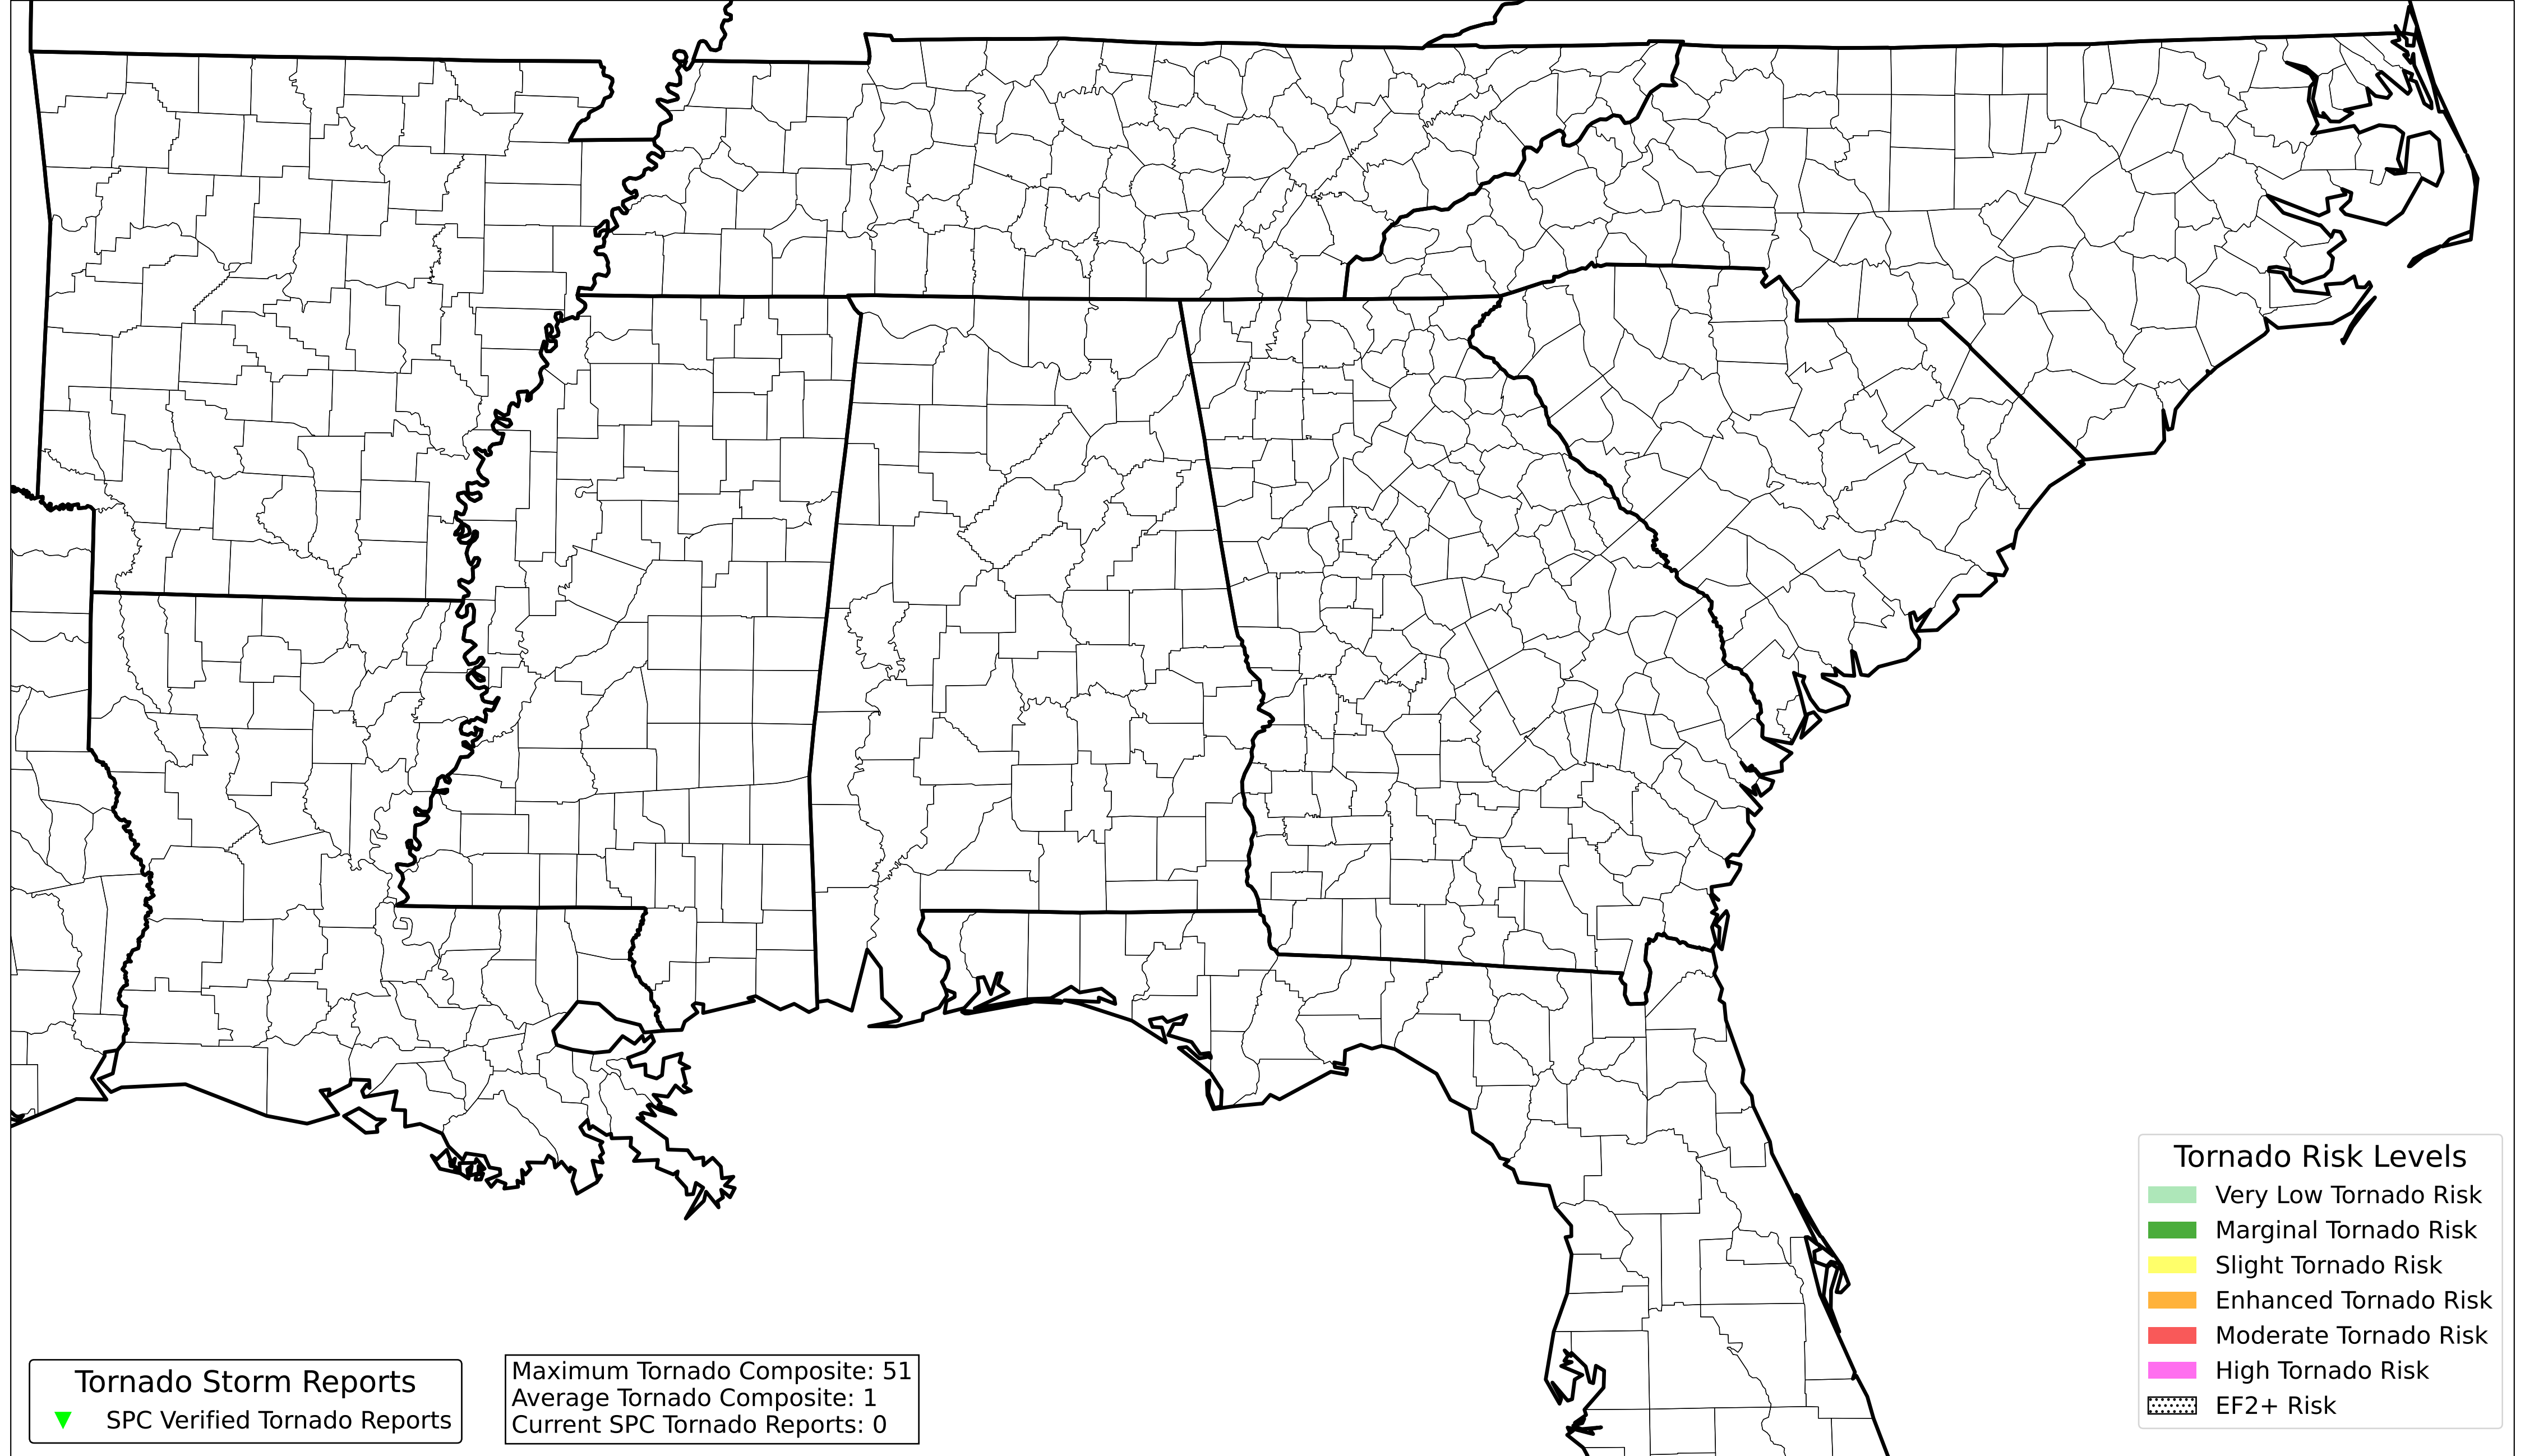 Tornado Storm Reports
SPC Verified Tornado Reports
Maximum Tornado Composite: 51
Average Tornado Composite: 1
Current SPC Tornado Reports: 0
Tornado Risk Levels
Very Low Tornado Risk
Marginal Tornado Risk
Slight Tornado Risk
Enhanced Tornado Risk
Moderate Tornado Risk
High Tornado Risk
EF2+ Risk